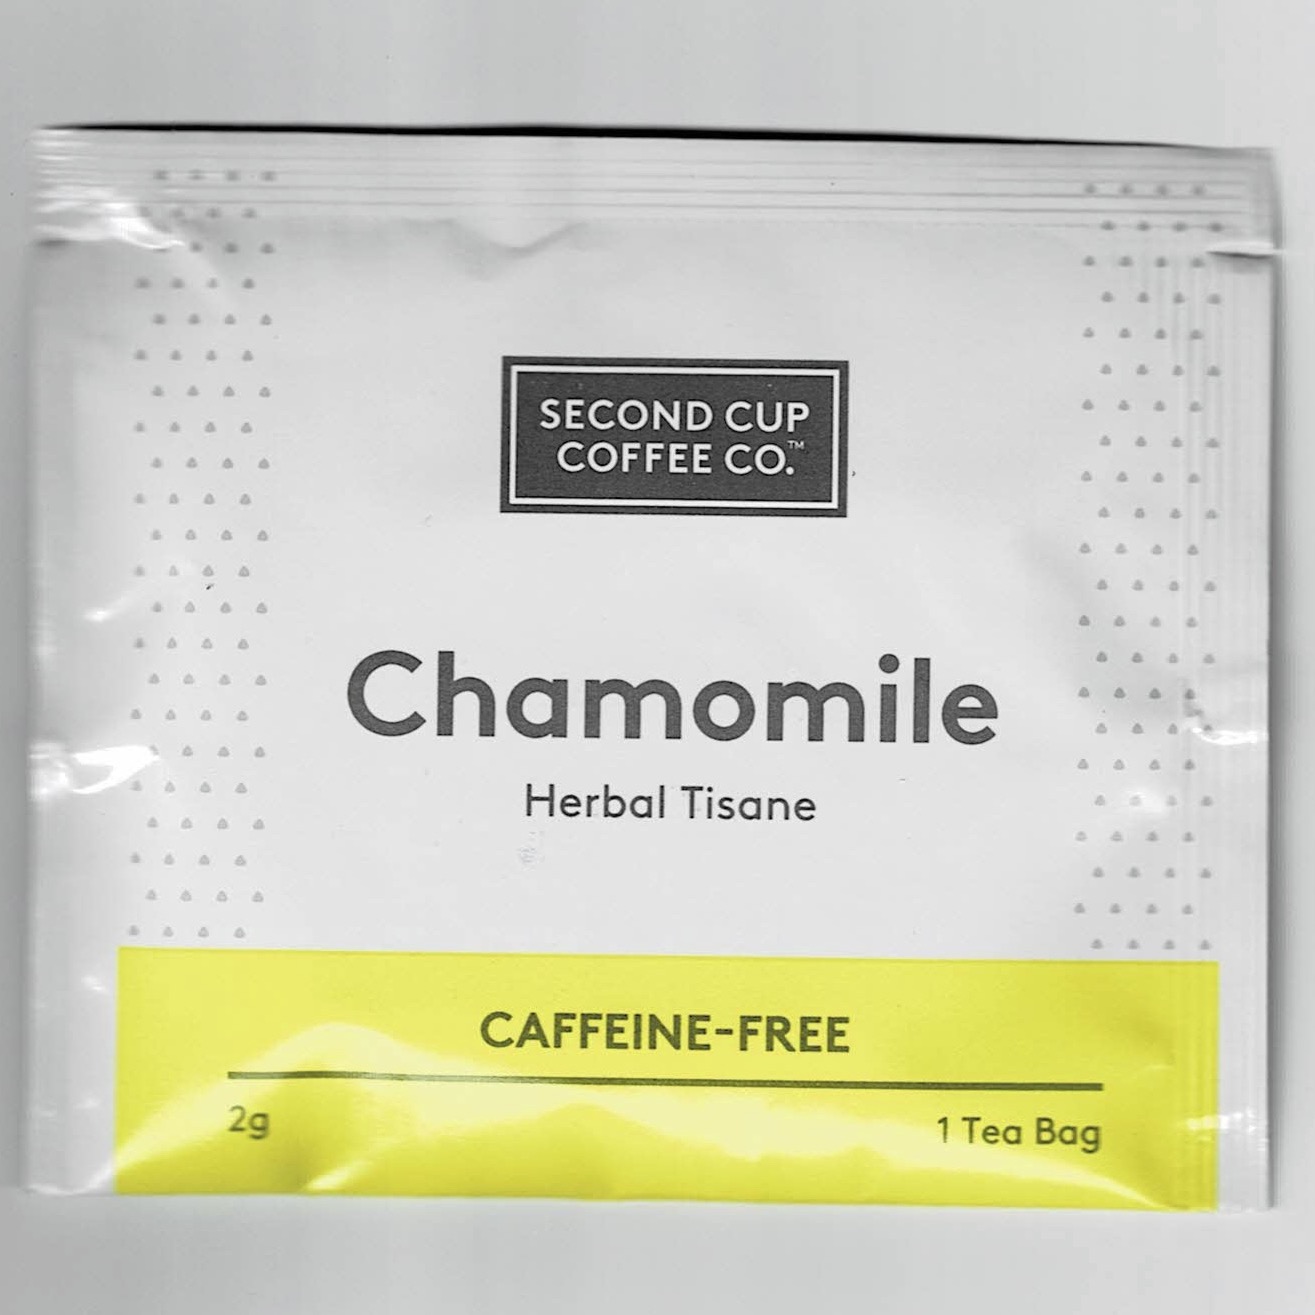 SECOND CUP
COFFEE CO.™
Chamomile
Herbal Tisane
CAFFEINE-FREE
2g
1 Tea Bag